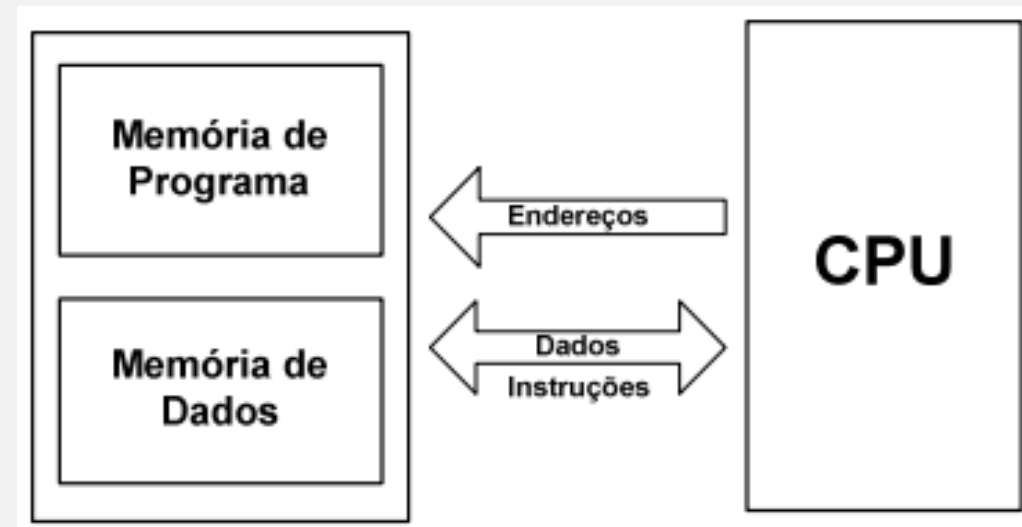 Memória de
Programa
Endereços
CPU
Memória de
Dados
Dados
Instruções